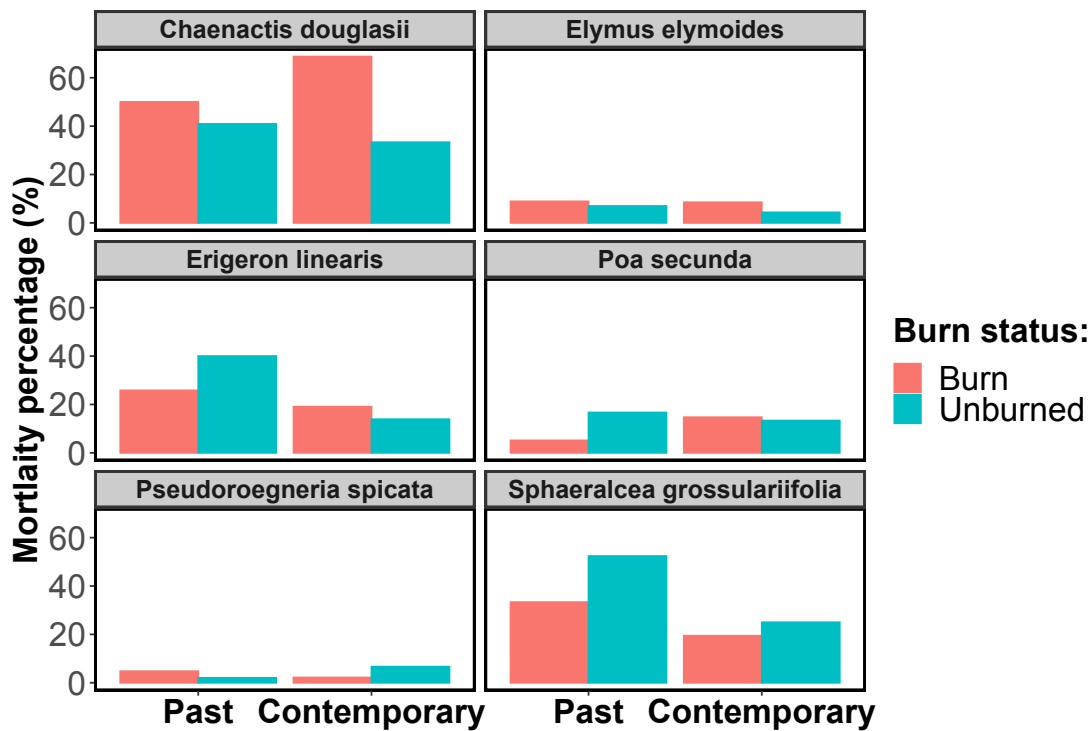 Chaenactis douglasii
Elymus elymoides
60
40
20
0
Erigeron linearis
Poa secunda
60
40
20
0
Pseudoroegneria spicata
Sphaeralcea grossulariifolia
60
40
20
0
Past
Contemporary
Past
Contemporary
Mortlaity percentage (%)
Burn status:
Burn
Unburned